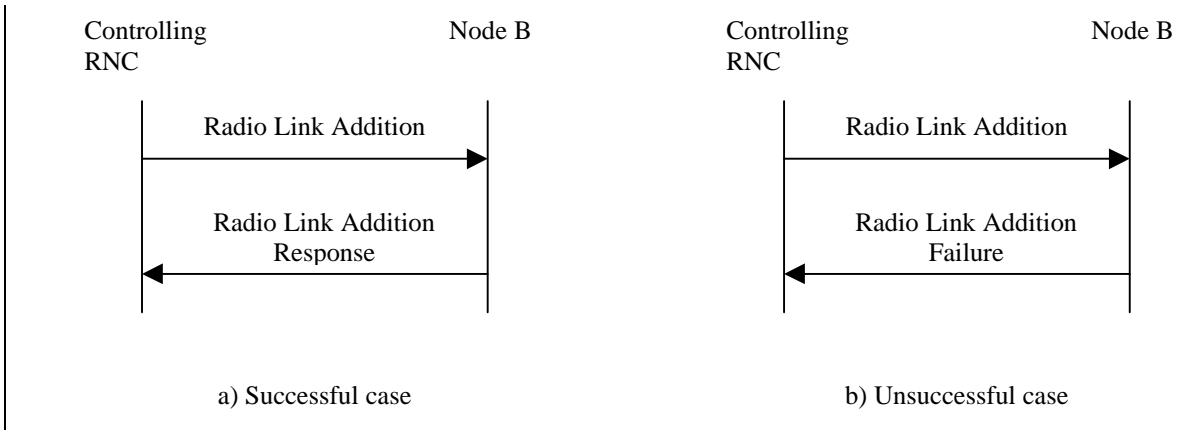 Controlling
RNC
Node B
Radio Link Addition
Radio Link Addition
Response
a) Successful case
Controlling
RNC
Node B
Radio Link Addition
Radio Link Addition
Failure
b) Unsuccessful case